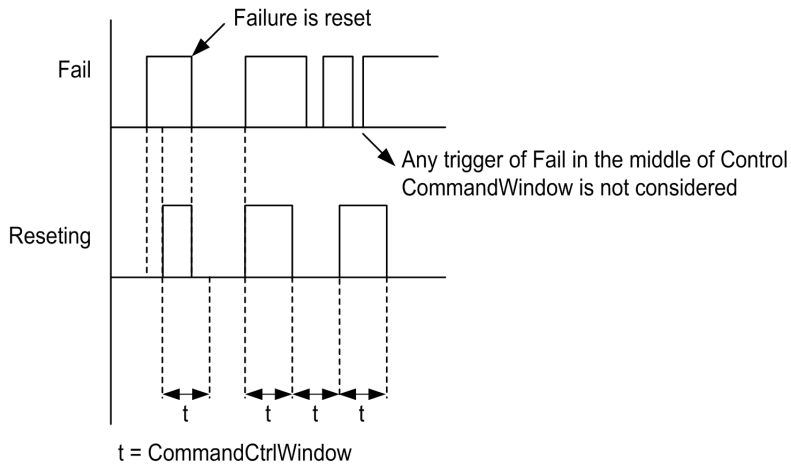 Failure is reset
Fail
Any trigger of Fail in the middle of Control
CommandWindow is not considered
Reseting
t
t
t
t
t = CommandCtrlWindow